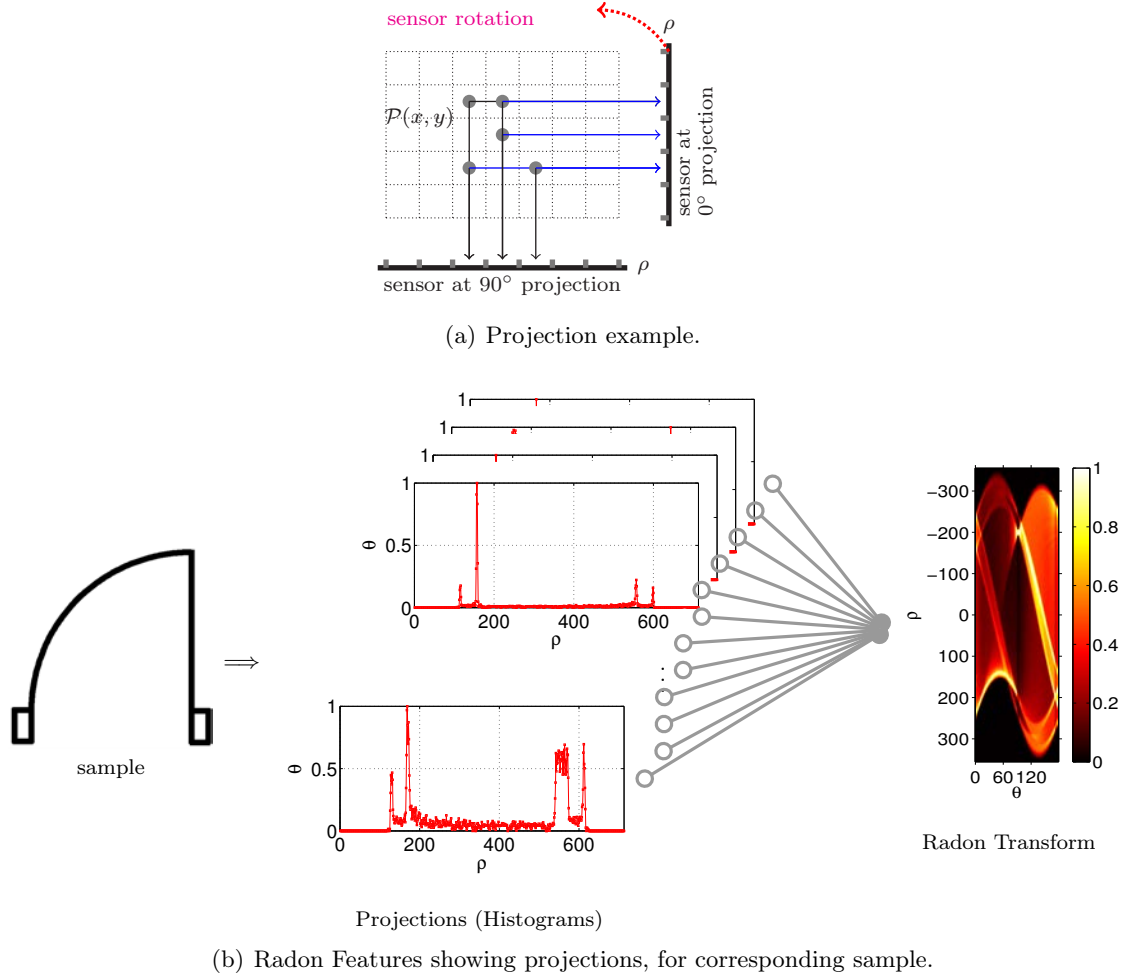 sensor rotation
ρ
P(x, y)
sensor at
0° projection
ρ
sensor at 90° projection
(a) Projection example.
1
1
1
1
0.5
0
θ
0 200 400 600
ρ
sample
⟹
1
0.5
0
θ
0 200 400 600
ρ
Projections (Histograms)
−300
−200
−100
0
100
200
300
ρ
0 60 120
θ
1
0.8
0.6
0.4
0.2
0
Radon Transform
(b) Radon Features showing projections, for corresponding sample.